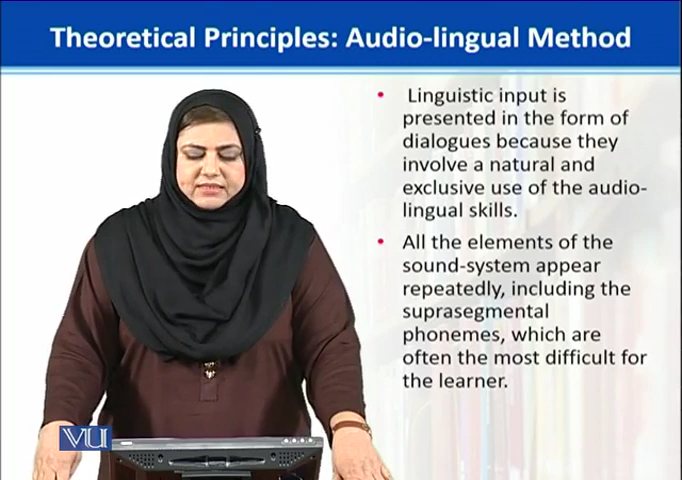 Theoretical Principles: Audio-lingual Method
• Linguistic input is
presented in the form of
dialogues because they
involve a natural and
exclusive use of the audio-
lingual skills.
• All the elements of the
sound-system appear
repeatedly, including the
suprasegmental
phonemes, which are
often the most difficult for
the learner.
VU